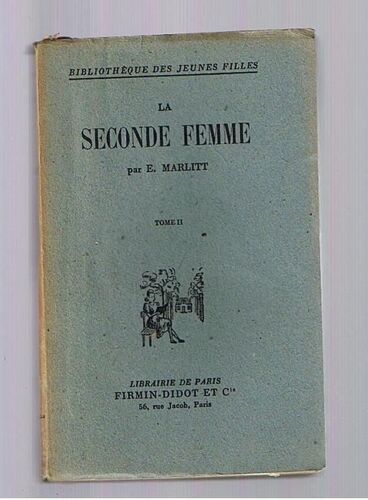 BIBLIOTHÈQUE DES JEUNES FILLES
LA
SECONDE FEMME
par E. MARLITT
TOME II
LIBRAIRIE DE PARIS
FIRMIN-DIDOT ET Cie
56, rue Jacob, Paris